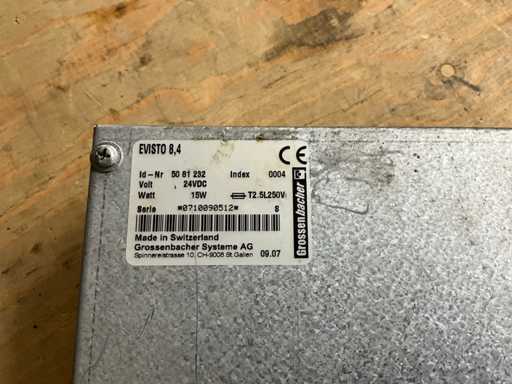 EVISTO 8,4
CE
Id-Nr 50 81 232 Index 0004
Volt 24VDC
Watt 15W T2.5L250V
Serie *0710090512* S
Made in Switzerland
Grossenbacher Systeme AG
Spinnereistrasse 10, CH-9008 St.Gallen 09.07
Grossenbacher